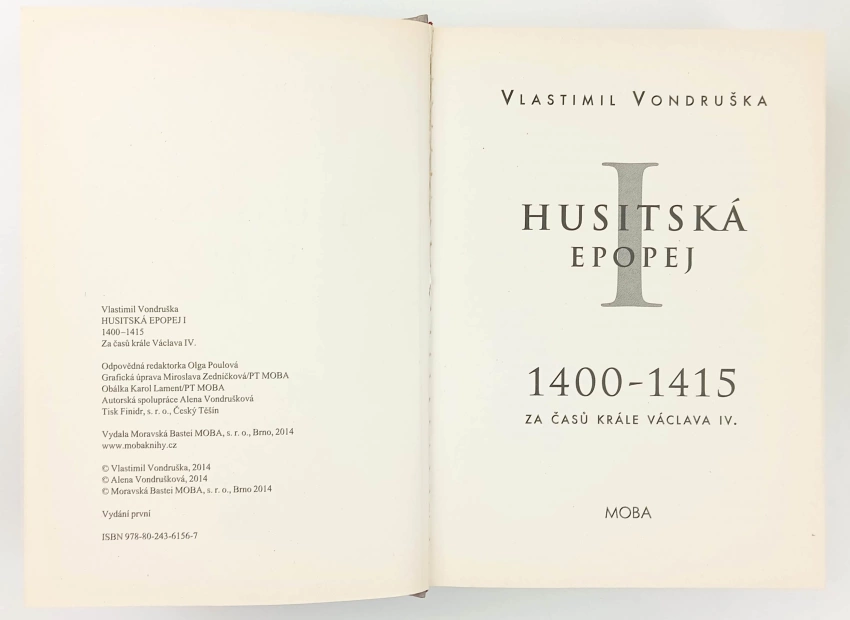 Vlastimil Vondruška
HUSITSKÁ EPOPEJ I
1400–1415
Za časů krále Václava IV.
Odpovědná redaktorka Olga Poulová
Grafická úprava Miroslava Zedníčková/PT MOBA
Obálka Karol Lament/PT MOBA
Autorská spolupráce Alena Vondrušková
Tisk Finidr, s. r. o., Český Těšín
Vydala Moravská Bastei MOBA, s. r. o., Brno, 2014
www.mobaknihy.cz
© Vlastimil Vondruška, 2014
© Alena Vondrušková, 2014
© Moravská Bastei MOBA, s. r. o., Brno 2014
Vydání první
ISBN 978-80-243-6156-7
VLASTIMIL VONDRUŠKA
I
HUSITSKÁ
EPOPEJ
1400–1415
ZA ČASŮ KRÁLE VÁCLAVA IV.
MOBA